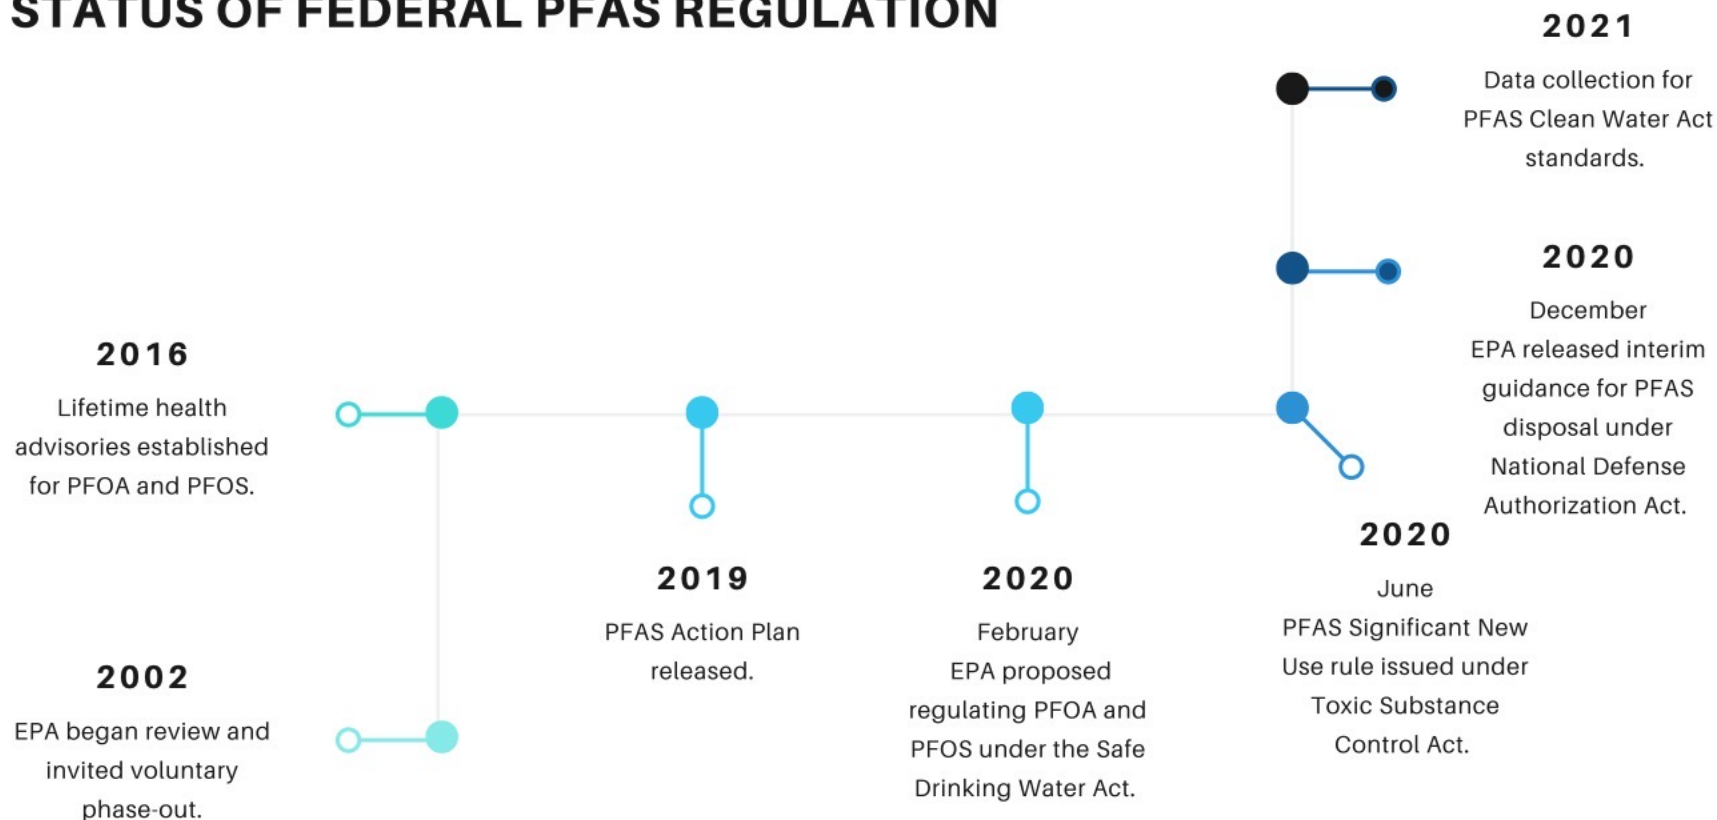 STATUS OF FEDERAL PFAS REGULATION
2021
Data collection for
PFAS Clean Water Act
standards.
2020
December
EPA released interim
guidance for PFAS
disposal under
National Defense
Authorization Act.
2016
Lifetime health
advisories established
for PFOA and PFOS.
2002
EPA began review and
invited voluntary
phase-out.
2019
PFAS Action Plan
released.
2020
February
EPA proposed
regulating PFOA and
PFOS under the Safe
Drinking Water Act.
2020
June
PFAS Significant New
Use rule issued under
Toxic Substance
Control Act.